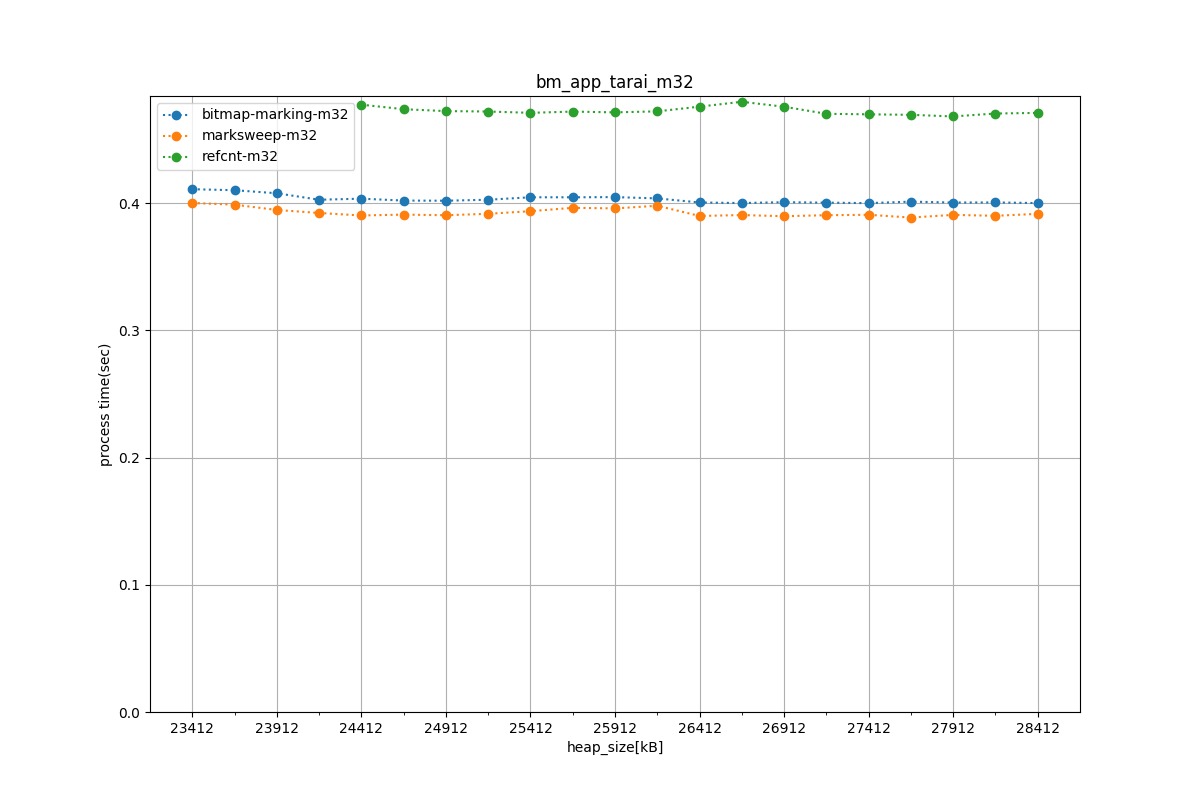 bm_app_tarai_m32
bitmap-marking-m32
marksweep-m32
refcnt-m32
0.4
0.3
0.2
0.1
0.0
process time(sec)
23412 23912 24412 24912 25412 25912 26412 26912 27412 27912 28412
heap_size[kB]